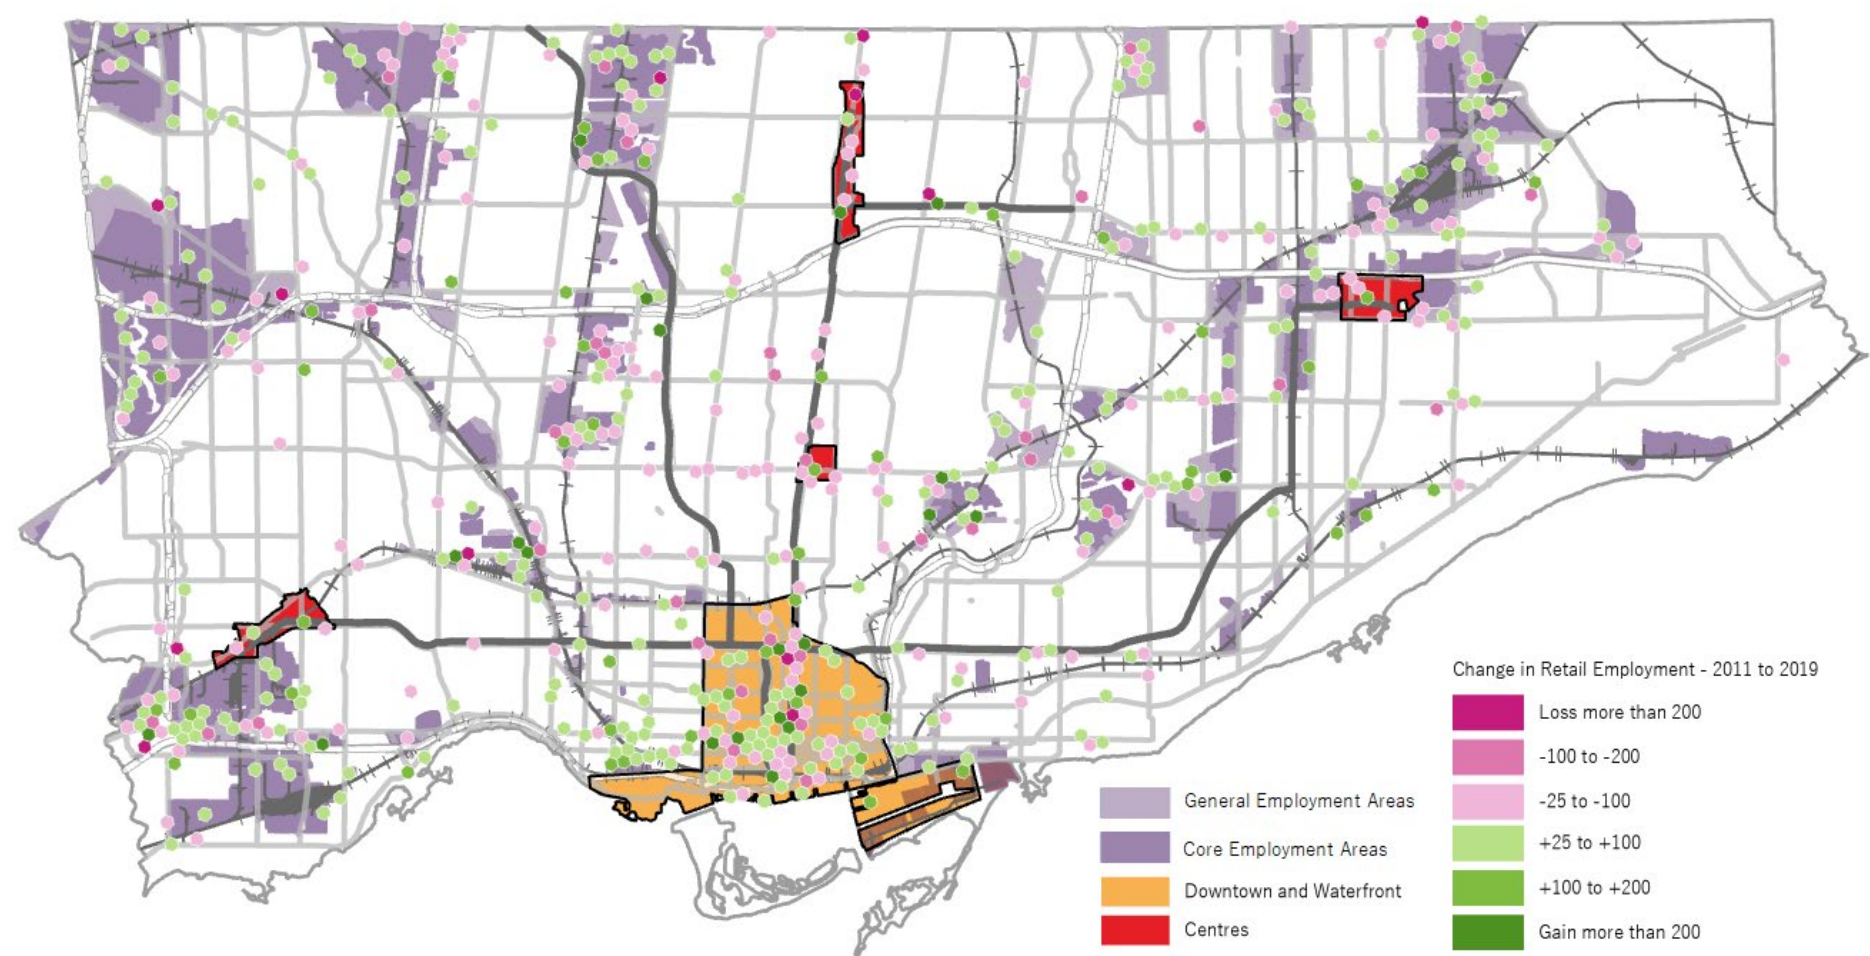 Change in Retail Employment - 2011 to 2019
Loss more than 200
-100 to -200
-25 to -100
+25 to +100
+100 to +200
Gain more than 200
General Employment Areas
Core Employment Areas
Downtown and Waterfront
Centres